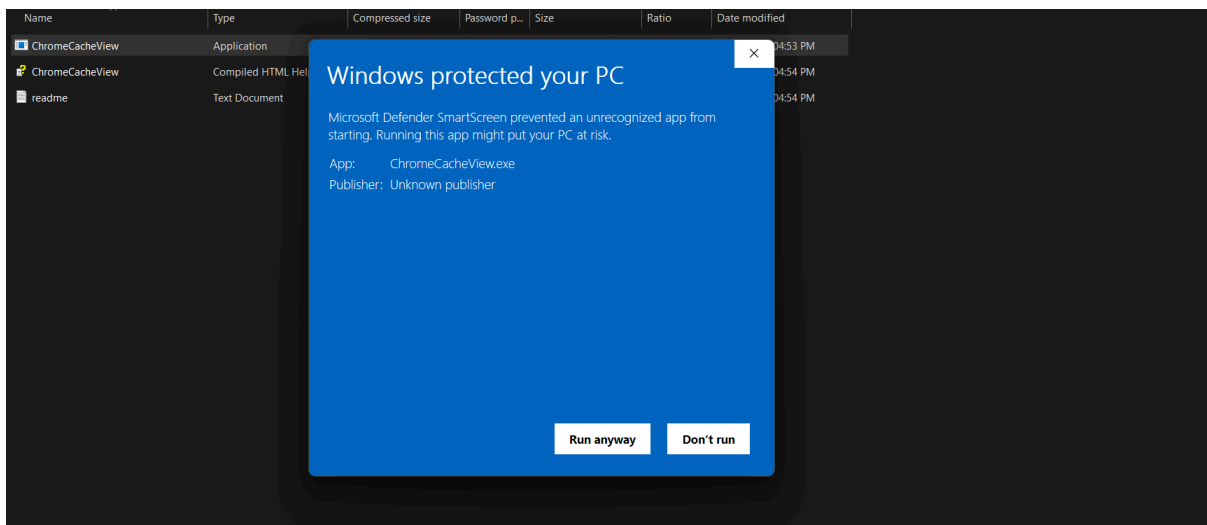 Name Type Compressed size Password p... Size Ratio Date modified
ChromeCacheView Application 04:53 PM
ChromeCacheView Compiled HTML Hel 04:54 PM
readme Text Document 04:54 PM
Windows protected your PC
Microsoft Defender SmartScreen prevented an unrecognized app from
starting. Running this app might put your PC at risk.
App: ChromeCacheView.exe
Publisher: Unknown publisher
Run anyway Don't run